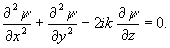 ∂²ψ/∂x² + ∂²ψ/∂y² − 2ik ∂ψ/∂z = 0.